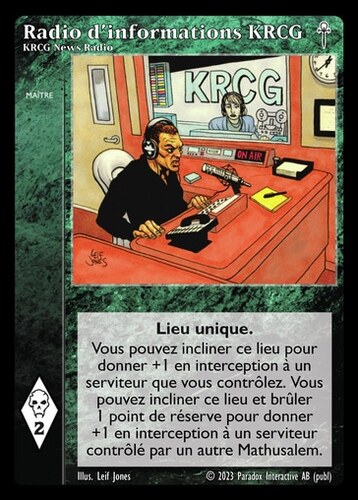 Radio d'informations KRCG
KRCG News Radio
MAÎTRE
KRCG
ON AIR
LEIF
JONES
Lieu unique.
Vous pouvez incliner ce lieu pour
donner +1 en interception à un
serviteur que vous contrôlez. Vous
pouvez incliner ce lieu et brûler
1 point de réserve pour donner
+1 en interception à un serviteur
contrôlé par un autre Mathusalem.
2
Illus. Leif Jones
© 2023 Paradox Interactive AB (publ)